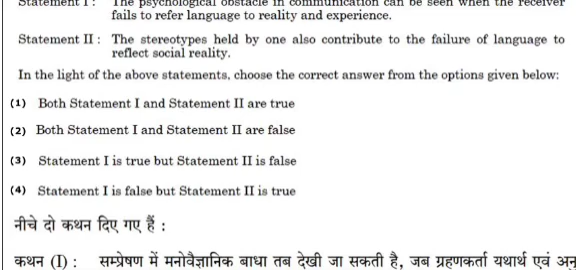 Statement I : The psychological obstacle in communication can be seen when the receiver
fails to refer language to reality and experience.
Statement II : The stereotypes held by one also contribute to the failure of language to
reflect social reality.
In the light of the above statements, choose the correct answer from the options given below:
(1) Both Statement I and Statement II are true
(2) Both Statement I and Statement II are false
(3) Statement I is true but Statement II is false
(4) Statement I is false but Statement II is true
नीचे दो कथन दिए गए हैं :
कथन (I) : सम्प्रेषण में मनोवैज्ञानिक बाधा तब देखी जा सकती है, जब ग्रहणकर्ता यथार्थ एवं